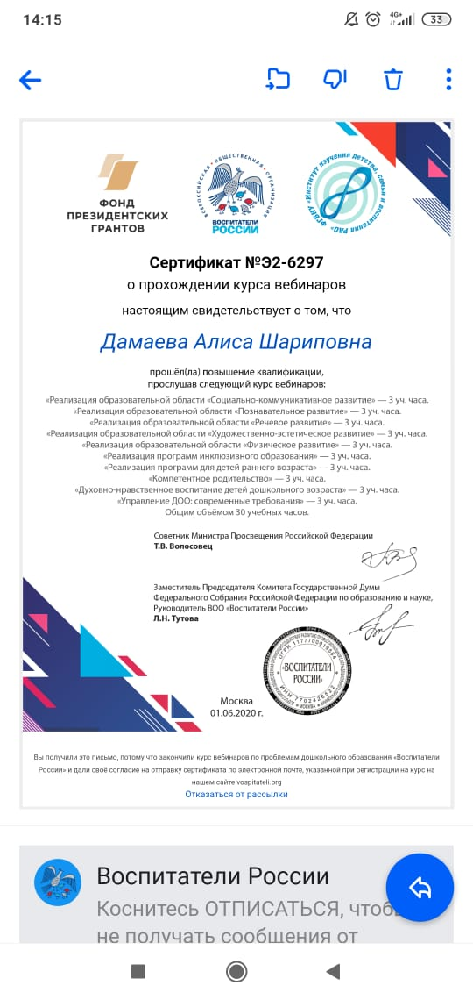 14:15
4G+
33
ФОНД
ПРЕЗИДЕНТСКИХ
ГРАНТОВ
ВСЕРОССИЙСКАЯ • ОБЩЕСТВЕННАЯ • ОРГАНИЗАЦИЯ
ВОСПИТАТЕЛИ
РОССИИ
ФГБНУ «Институт изучения детства, семьи и воспитания РАО»
Сертификат №Э2-6297
о прохождении курса вебинаров
настоящим свидетельствует о том, что
Дамаева Алиса Шариповна
прошёл(ла) повышение квалификации,
прослушав следующий курс вебинаров:
«Реализация образовательной области «Социально-коммуникативное развитие» — 3 уч. часа.
«Реализация образовательной области «Познавательное развитие» — 3 уч. часа.
«Реализация образовательной области «Речевое развитие» — 3 уч. часа.
«Реализация образовательной области «Художественно-эстетическое развитие» — 3 уч. часа.
«Реализация образовательной области «Физическое развитие» — 3 уч. часа.
«Реализация программ инклюзивного образования» — 3 уч. часа.
«Реализация программ для детей раннего возраста» — 3 уч. часа.
«Компетентное родительство» — 3 уч. часа.
«Духовно-нравственное воспитание детей дошкольного возраста» — 3 уч. часа.
«Управление ДОО: современные требования» — 3 уч. часа.
Общим объёмом 30 учебных часов.
Советник Министра Просвещения Российской Федерации
Т.В. Волосовец
Заместитель Председателя Комитета Государственной Думы
Федерального Собрания Российской Федерации по образованию и науке,
Руководитель ВОО «Воспитатели России»
Л.Н. Тутова
«ВОСПИТАТЕЛИ
РОССИИ»
• МОСКВА •
Москва
01.06.2020 г.
Вы получили это письмо, потому что закончили курс вебинаров по проблемам дошкольного образования «Воспитатели
России» и дали своё согласие на отправку сертификата по электронной почте, указанной при регистрации на курс на
нашем сайте vospitateli.org
Отказаться от рассылки
Воспитатели России
Коснитесь ОТПИСАТЬСЯ, чтобы
не получать сообщения от